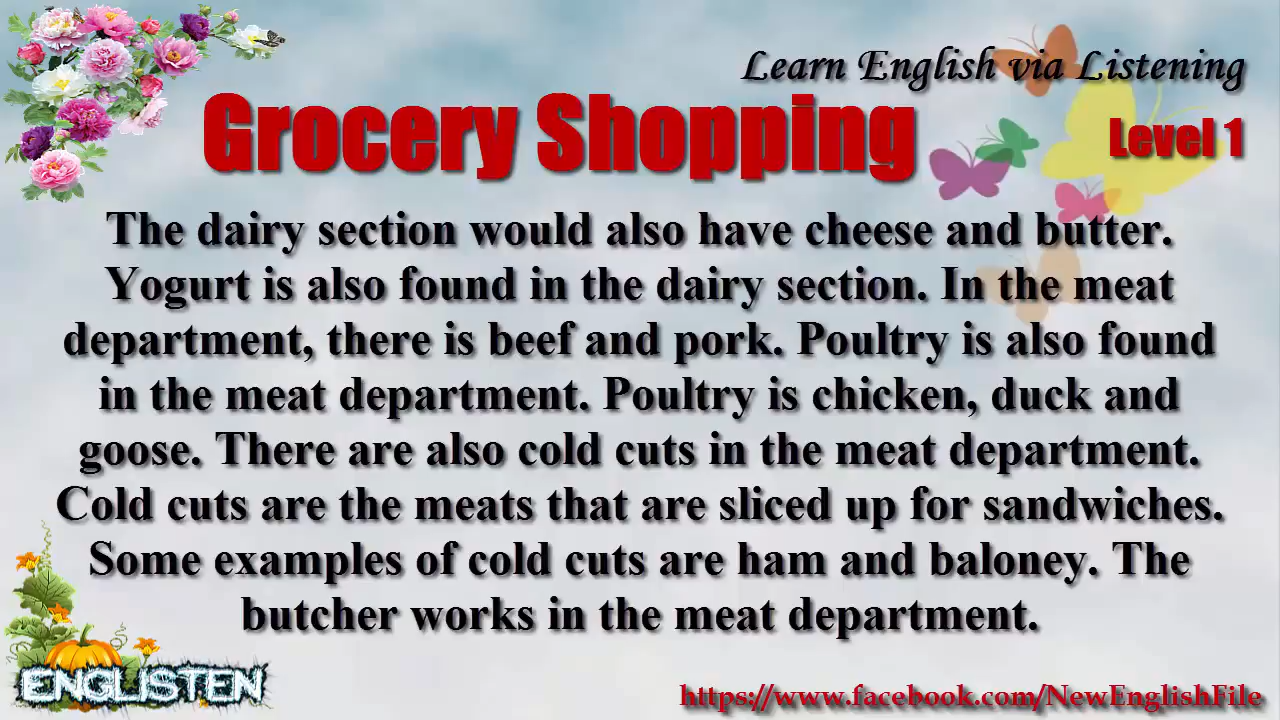 Learn English via Listening
Grocery Shopping
Level 1
The dairy section would also have cheese and butter.
Yogurt is also found in the dairy section. In the meat
department, there is beef and pork. Poultry is also found
in the meat department. Poultry is chicken, duck and
goose. There are also cold cuts in the meat department.
Cold cuts are the meats that are sliced up for sandwiches.
Some examples of cold cuts are ham and baloney. The
butcher works in the meat department.
ENGLISTEN
https://www.facebook.com/NewEnglishFile